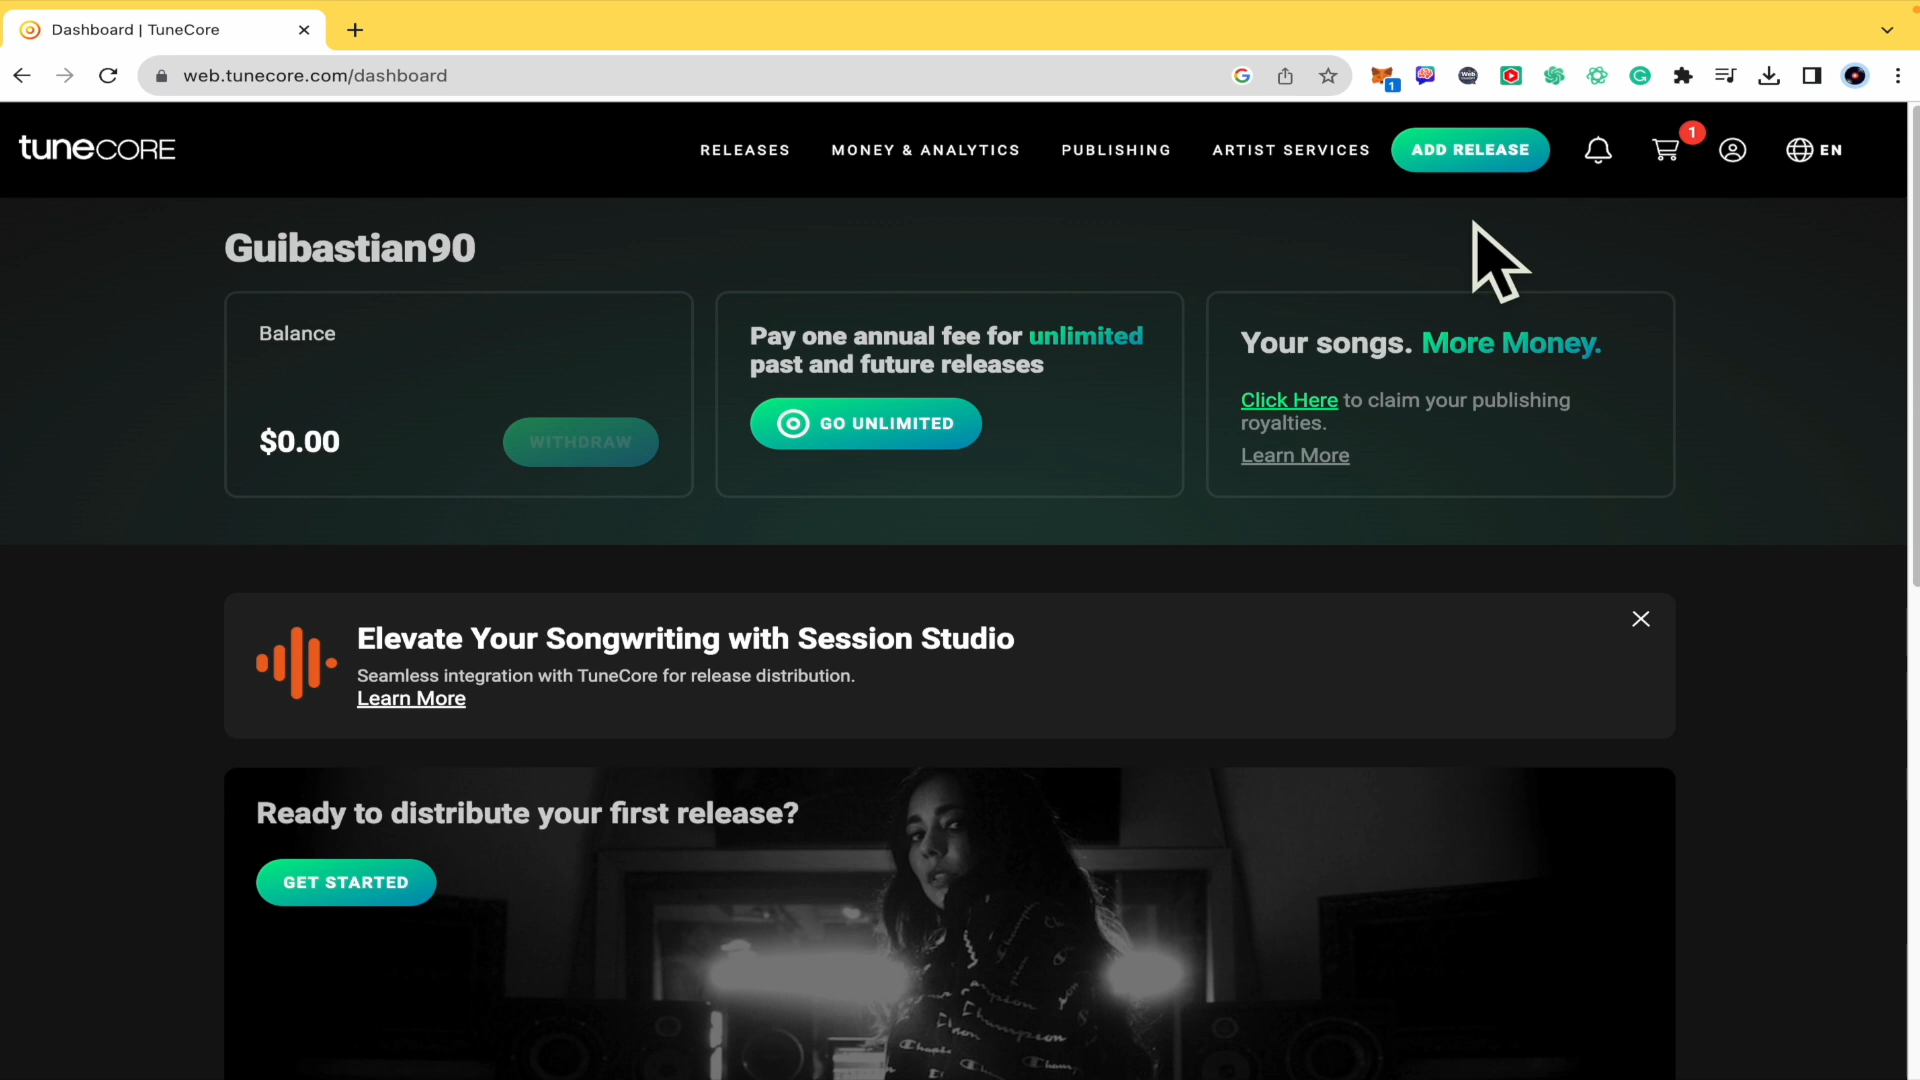 Dashboard | TuneCore
web.tunecore.com/dashboard
1
tunecore
RELEASES
MONEY & ANALYTICS
PUBLISHING
ARTIST SERVICES
ADD RELEASE
1
EN
Guibastian90
Balance
$0.00
WITHDRAW
Pay one annual fee for unlimited
past and future releases
GO UNLIMITED
Your songs. More Money.
Click Here to claim your publishing
royalties.
Learn More
Elevate Your Songwriting with Session Studio
Seamless integration with TuneCore for release distribution.
Learn More
Ready to distribute your first release?
GET STARTED
Champion